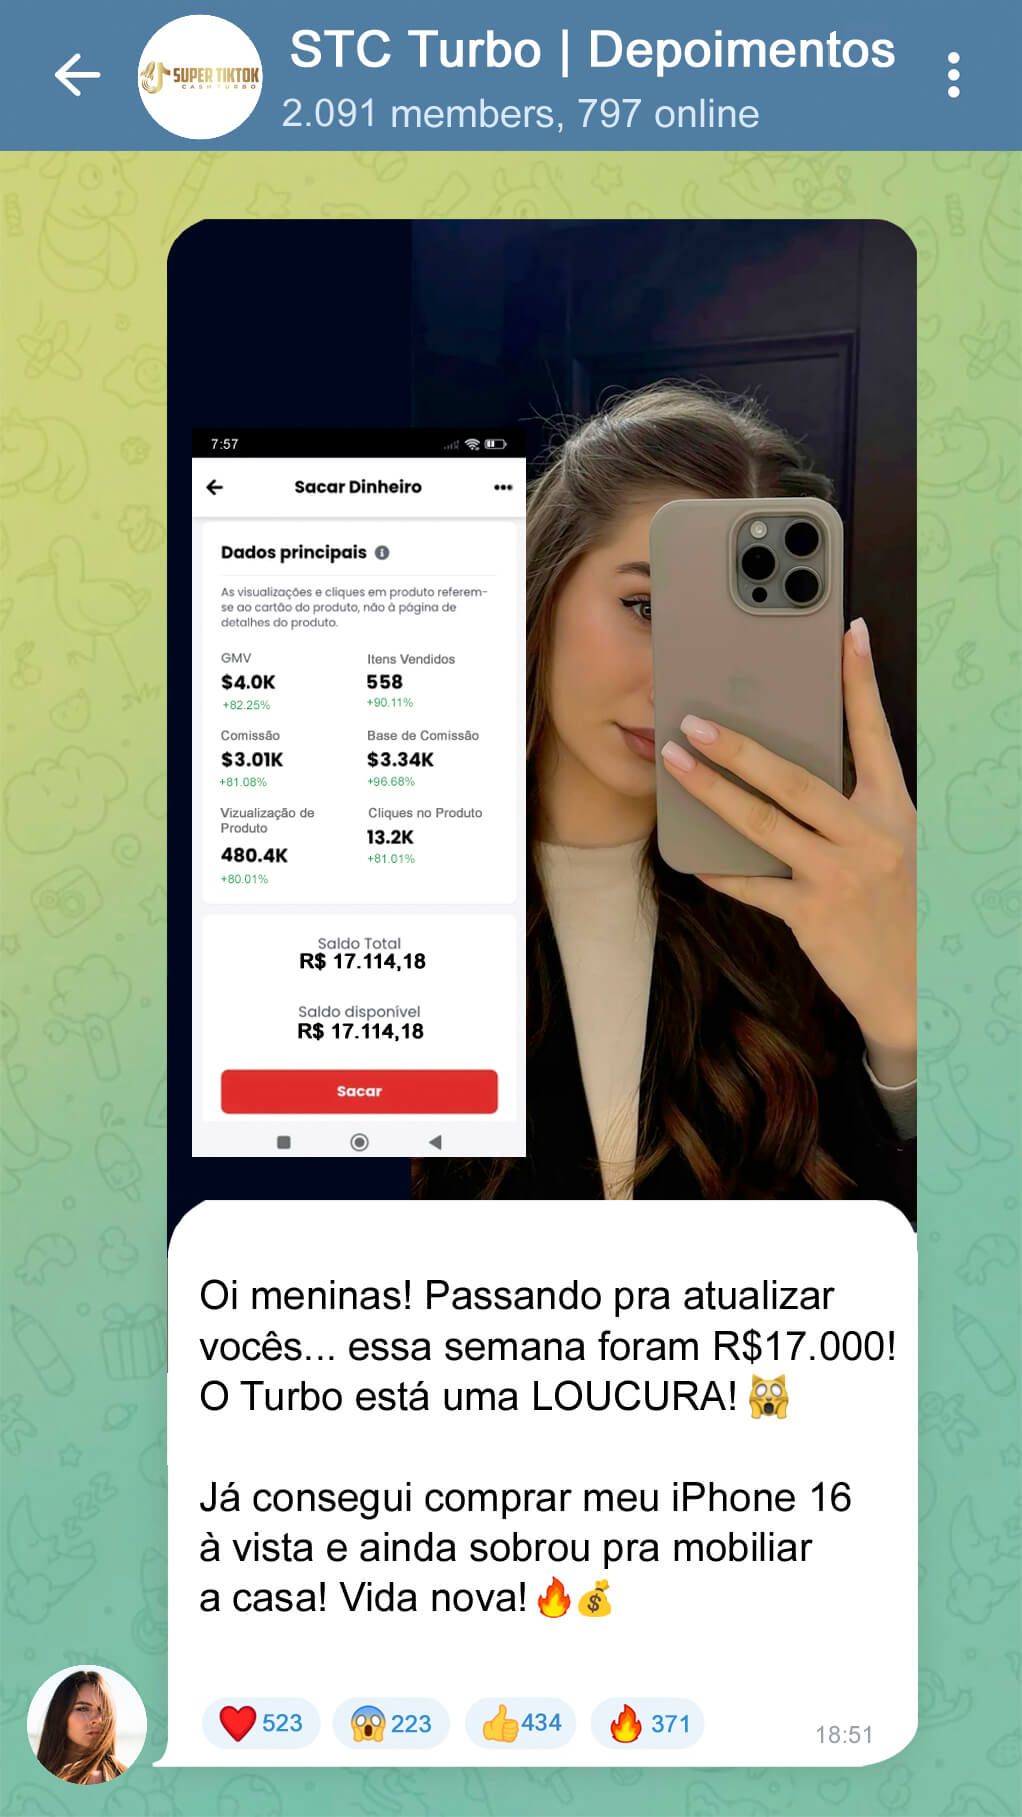 STC Turbo | Depoimentos
SUPER TIKTOK
CASH TURBO
2.091 members, 797 online
7:57
Sacar Dinheiro
Dados principais
As visualizações e cliques em produto referem-
se ao cartão do produto, não à página de
detalhes do produto.
GMV
$4.0K
+82.25%
Itens Vendidos
558
+90.11%
Comissão
$3.01K
+81.08%
Base de Comissão
$3.34K
+96.68%
Vizualização de
Produto
480.4K
+80.01%
Cliques no Produto
13.2K
+81.01%
Saldo Total
R$ 17.114,18
Saldo disponível
R$ 17.114,18
Sacar
Oi meninas! Passando pra atualizar
vocês... essa semana foram R$17.000!
O Turbo está uma LOUCURA! 🙀
Já consegui comprar meu iPhone 16
à vista e ainda sobrou pra mobiliar
a casa! Vida nova! 🔥💰
❤️ 523 😱 223 👍 434 🔥 371
18:51